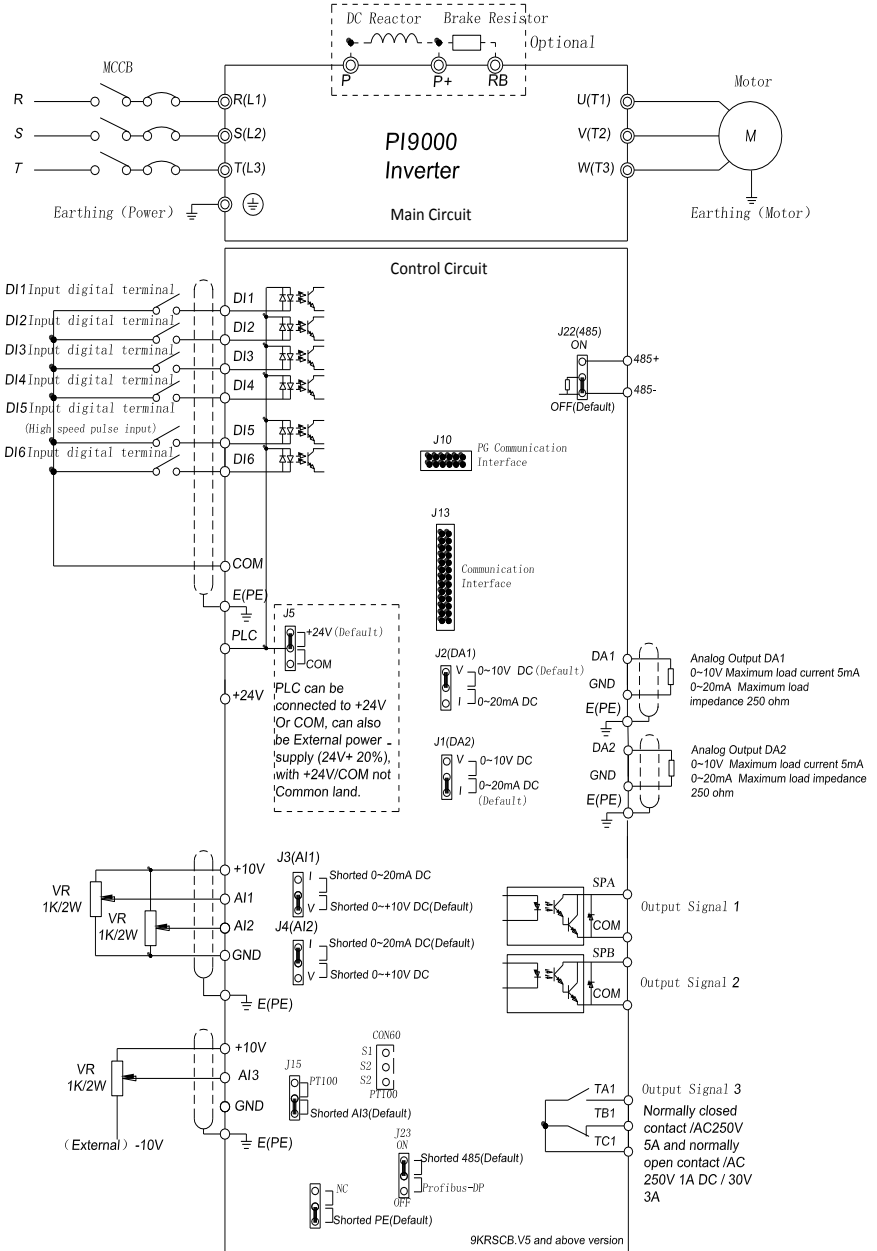 DC Reactor
Brake Resistor
Optional
P
P+
RB
MCCB
R
R(L1)
S
S(L2)
T
T(L3)
Earthing (Power)
PI9000
Inverter
Main Circuit
U(T1)
V(T2)
W(T3)
Motor
M
Earthing (Motor)
Control Circuit
DI1 Input digital terminal
DI1
DI2 Input digital terminal
DI2
DI3 Input digital terminal
DI3
DI4 Input digital terminal
DI4
DI5 Input digital terminal
(High speed pulse input)
DI5
DI6 Input digital terminal
DI6
COM
E(PE)
PLC
+24V
J5
+24V (Default)
COM
PLC can be
connected to +24V
Or COM, can also
be External power
supply (24V+ 20%),
with +24V/COM not
Common land.
J22(485)
ON
OFF(Default)
485+
485-
J10
PG Communication
Interface
J13
Communication
Interface
J2(DA1)
V
0~10V DC (Default)
I
0~20mA DC
J1(DA2)
V
0~10V DC
I
0~20mA DC
(Default)
DA1
GND
E(PE)
Analog Output DA1
0~10V Maximum load current 5mA
0~20mA Maximum load
impedance 250 ohm
DA2
GND
E(PE)
Analog Output DA2
0~10V Maximum load current 5mA
0~20mA Maximum load impedance
250 ohm
VR
1K/2W
VR
1K/2W
+10V
AI1
AI2
GND
E(PE)
J3(AI1)
I
Shorted 0~20mA DC
V
Shorted 0~+10V DC(Default)
J4(AI2)
I
Shorted 0~20mA DC(Default)
V
Shorted 0~+10V DC
SPA
COM
Output Signal 1
SPB
COM
Output Signal 2
VR
1K/2W
(External) -10V
+10V
AI3
GND
E(PE)
J15
PT100
Shorted AI3(Default)
CON60
S1
S2
S2
PT100
J23
ON
Shorted 485(Default)
Profibus-DP
OFF
NC
Shorted PE(Default)
TA1
TB1
TC1
Output Signal 3
Normally closed
contact /AC250V
5A and normally
open contact /AC
250V 1A DC / 30V
3A
9KRSCB.V5 and above version